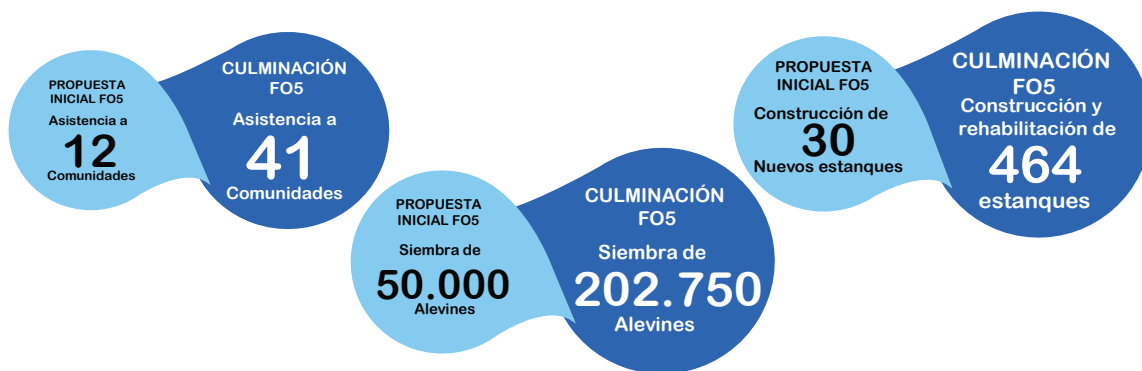 PROPUESTA
INICIAL FO5
Asistencia a
12
Comunidades
CULMINACIÓN
FO5
Asistencia a
41
Comunidades
PROPUESTA
INICIAL FO5
Siembra de
50.000
Alevines
CULMINACIÓN
FO5
Siembra de
202.750
Alevines
PROPUESTA
INICIAL FO5
Construcción de
30
Nuevos estanques
CULMINACIÓN
FO5
Construcción y
rehabilitación de
464
estanques